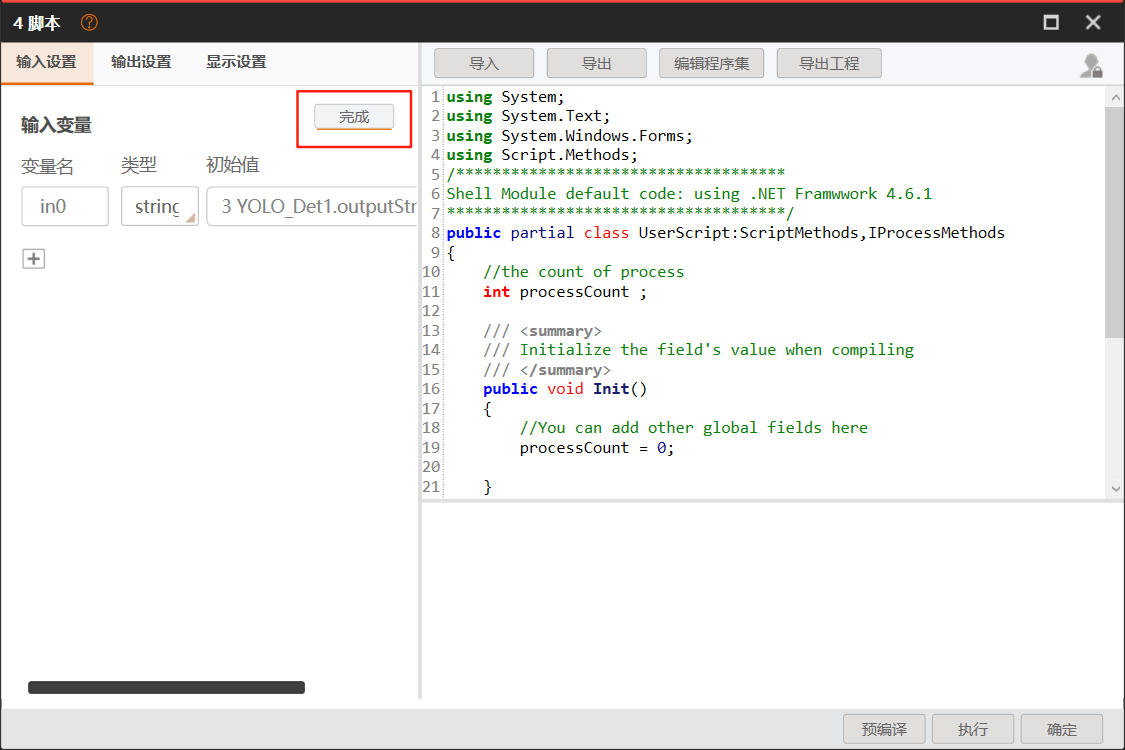 4 脚本
输入设置 输出设置 显示设置
导入 导出 编辑程序集 导出工程
完成
输入变量
变量名 类型 初始值
in0 string 3 YOLO_Det1.outputStr
1 using System;
2 using System.Text;
3 using System.Windows.Forms;
4 using Script.Methods;
5 /************************************
6 Shell Module default code: using .NET Framwwork 4.6.1
7 *************************************/
8 public partial class UserScript:ScriptMethods,IProcessMethods
9 {
10 //the count of process
11 int processCount ;
12
13 /// <summary>
14 /// Initialize the field's value when compiling
15 /// </summary>
16 public void Init()
17 {
18 //You can add other global fields here
19 processCount = 0;
20
21 }
预编译 执行 确定